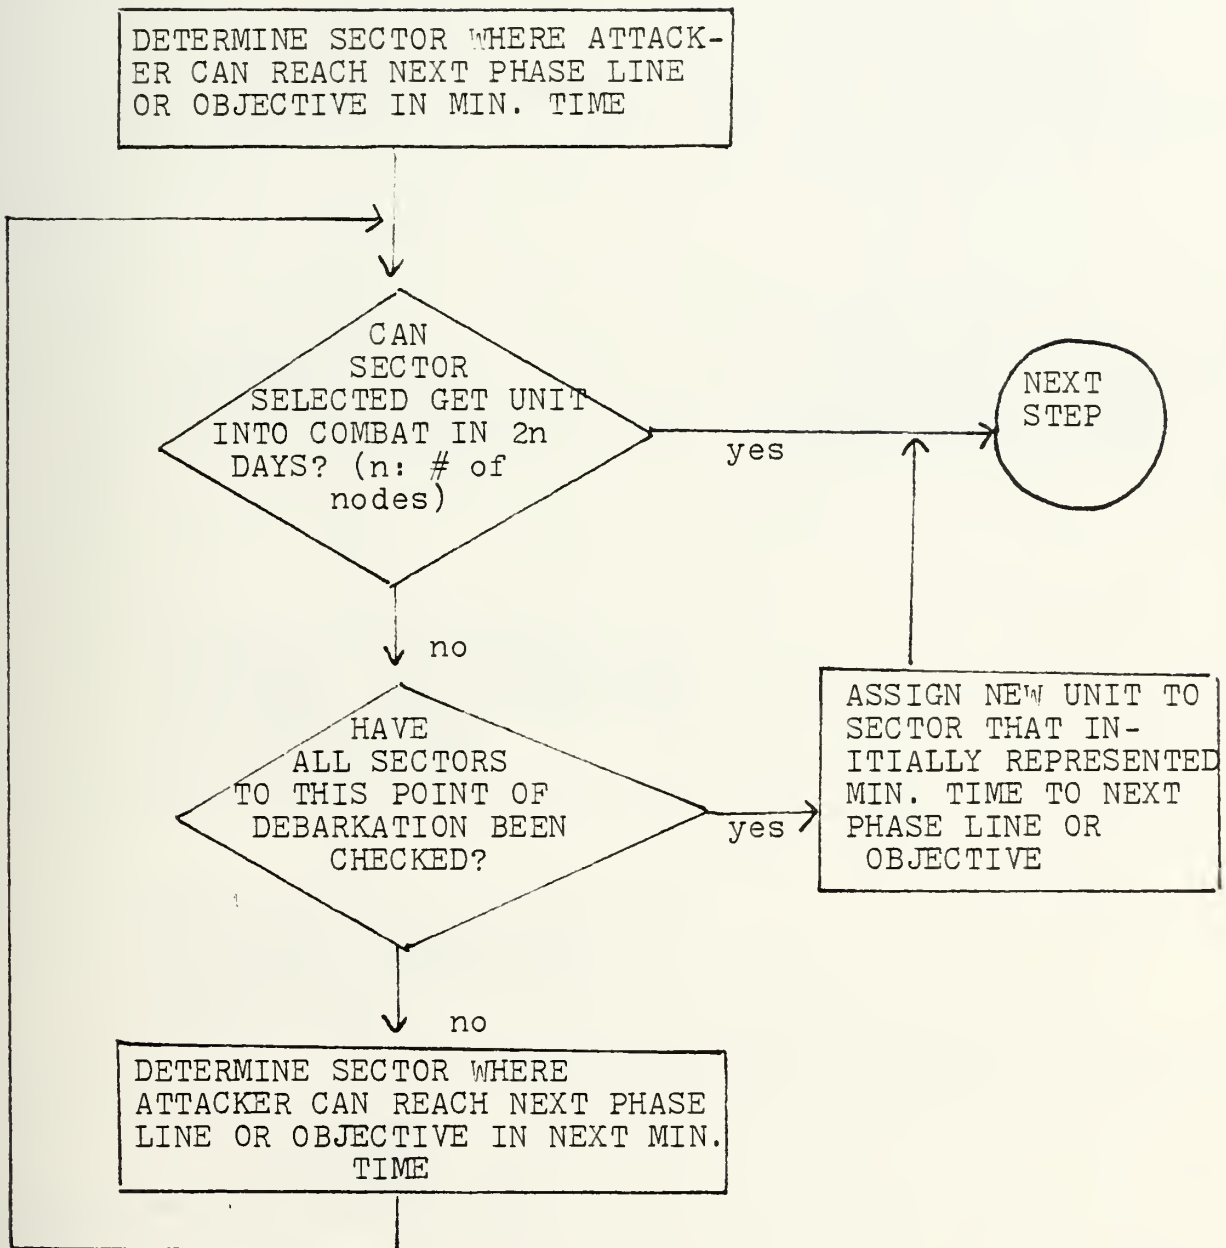 DETERMINE SECTOR WHERE ATTACK-
ER CAN REACH NEXT PHASE LINE
OR OBJECTIVE IN MIN. TIME
CAN
SECTOR
SELECTED GET UNIT
INTO COMBAT IN 2n
DAYS? (n: # of
nodes)
yes
NEXT
STEP
no
HAVE
ALL SECTORS
TO THIS POINT OF
DEBARKATION BEEN
CHECKED?
yes
ASSIGN NEW UNIT TO
SECTOR THAT IN-
ITIALLY REPRESENTED
MIN. TIME TO NEXT
PHASE LINE OR
OBJECTIVE
no
DETERMINE SECTOR WHERE
ATTACKER CAN REACH NEXT PHASE
LINE OR OBJECTIVE IN NEXT MIN.
TIME